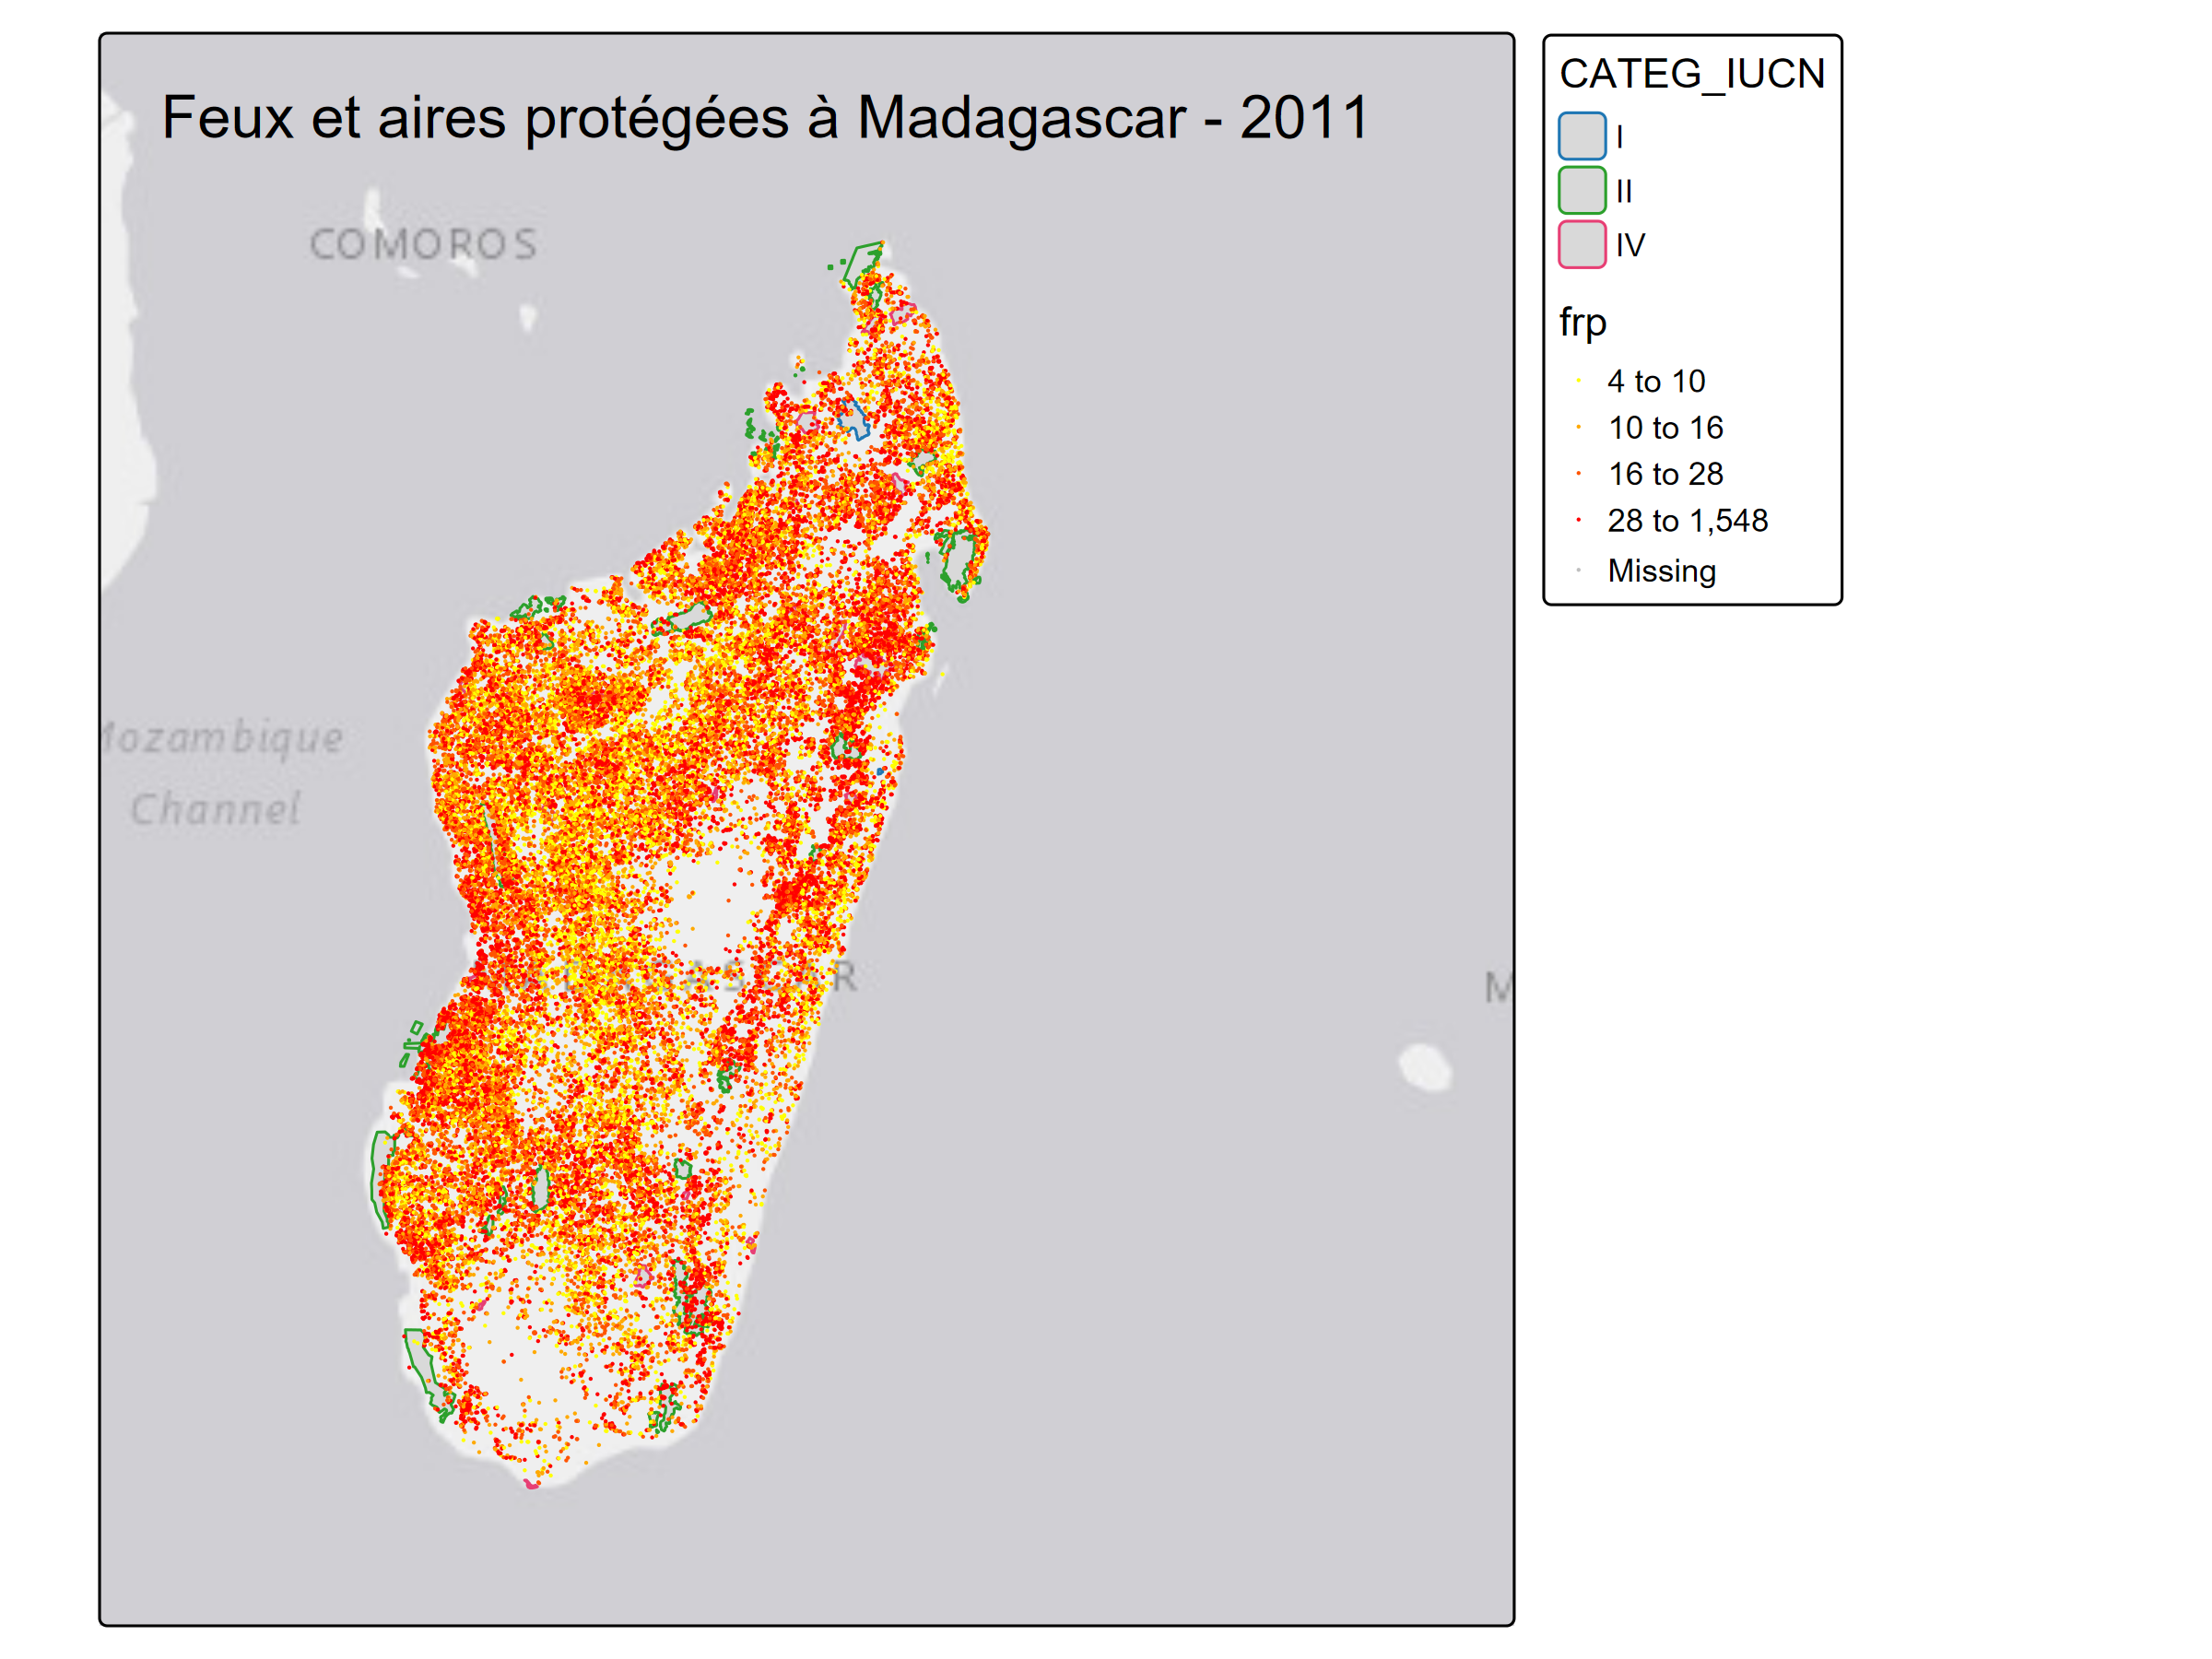 Feux et aires protégées à Madagascar - 2011
COMOROS
Mozambique
Channel
M
CATEG_IUCN
I
II
IV
frp
4 to 10
10 to 16
16 to 28
28 to 1,548
Missing